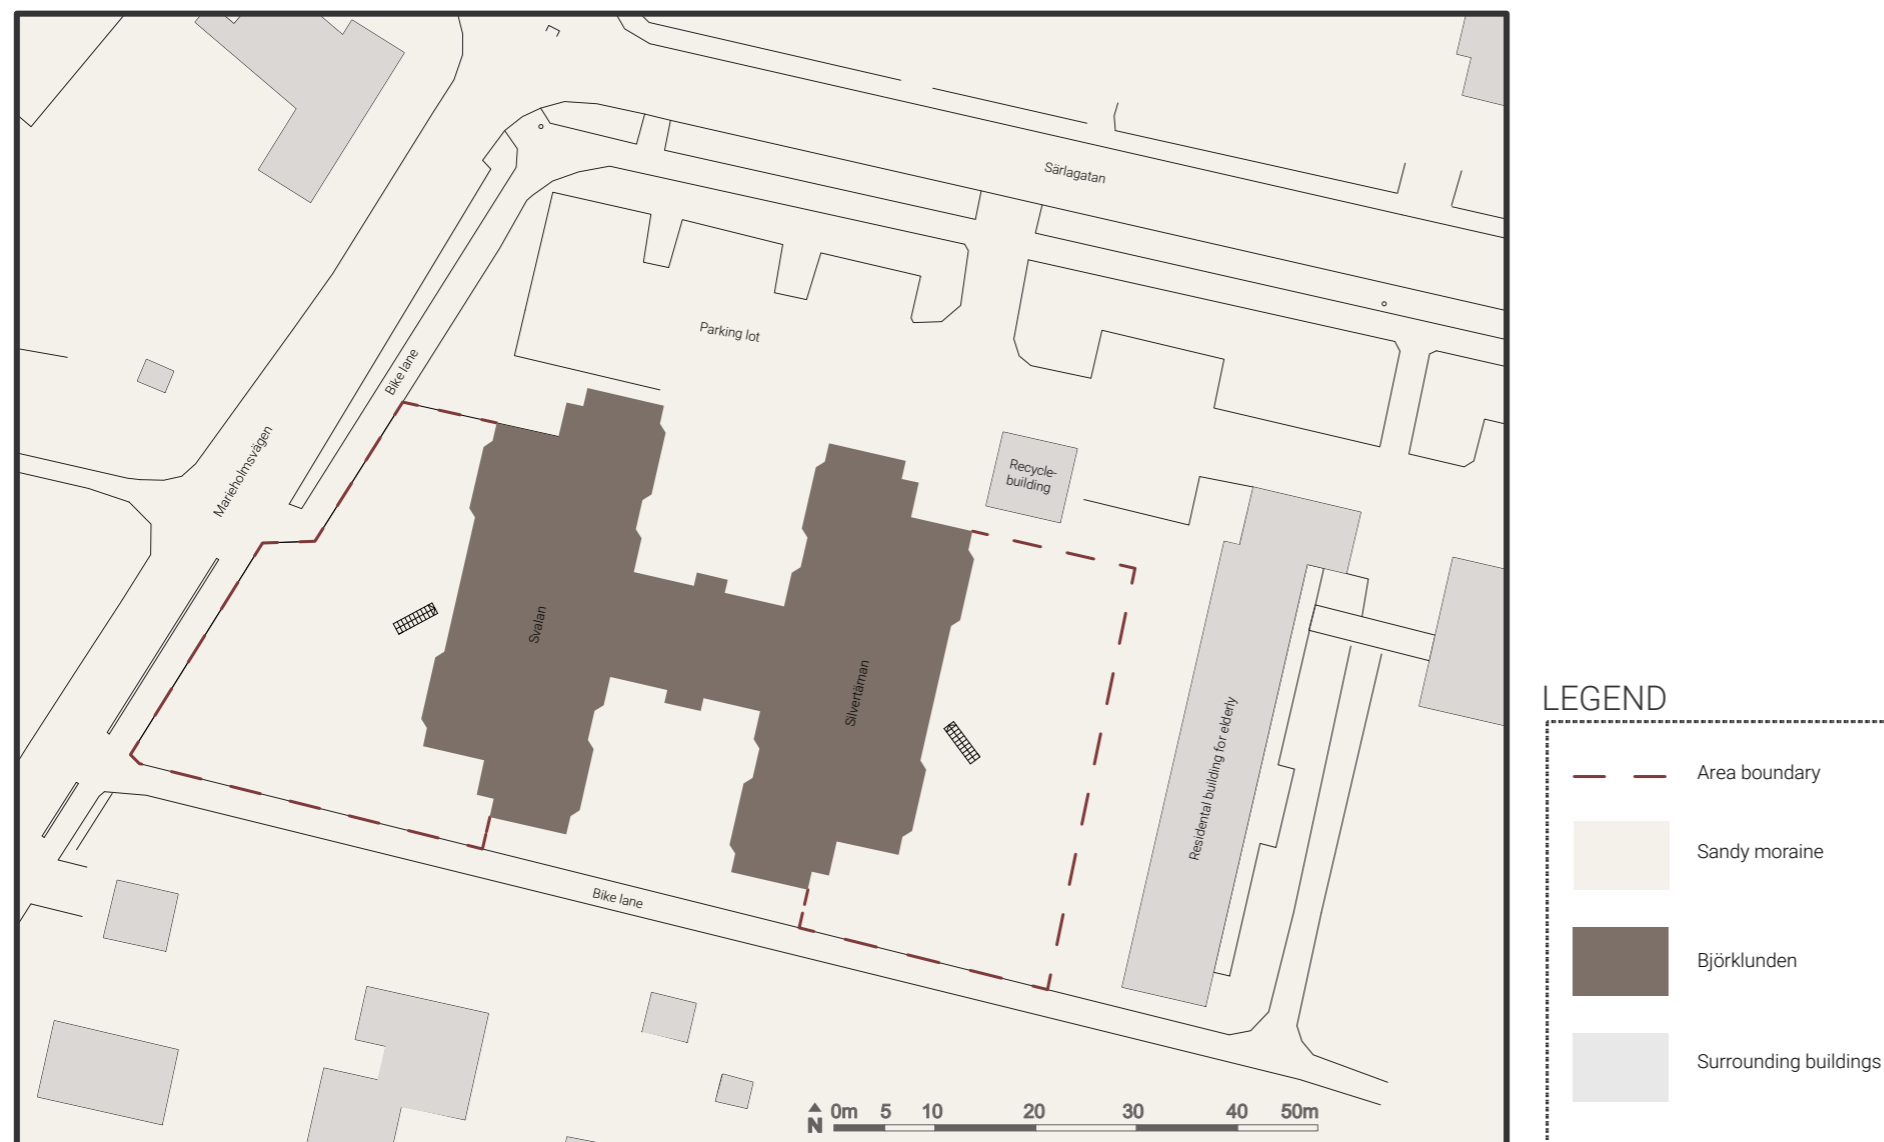 Särlagatan
Parking lot
Bike lane
Marieholmsvägen
Recycle-
building
Svalan
Silvertärnan
Residental building for elderly
Bike lane
N
0m 5 10 20 30 40 50m
LEGEND
Area boundary
Sandy moraine
Björklunden
Surrounding buildings